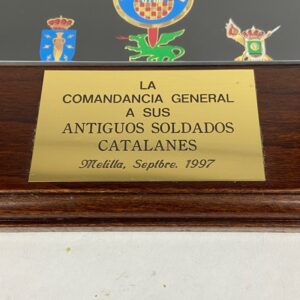 LA
COMANDANCIA GENERAL
A SUS
ANTIGUOS SOLDADOS
CATALANES
Melilla, Septbre. 1997